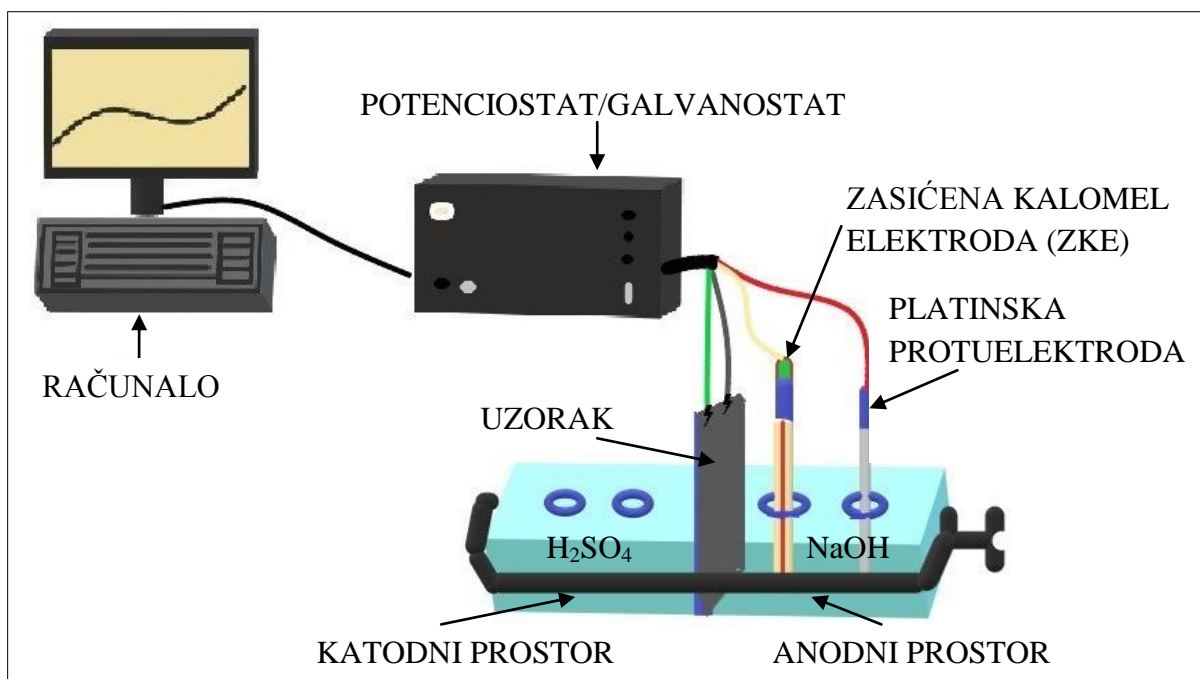 POTENCIOSTAT/GALVANOSTAT
ZASIĆENA KALOMEL
ELEKTRODA (ZKE)
PLATINSKA
PROTUELEKTRODA
RAČUNALO
UZORAK
H₂SO₄
NaOH
KATODNI PROSTOR
ANODNI PROSTOR